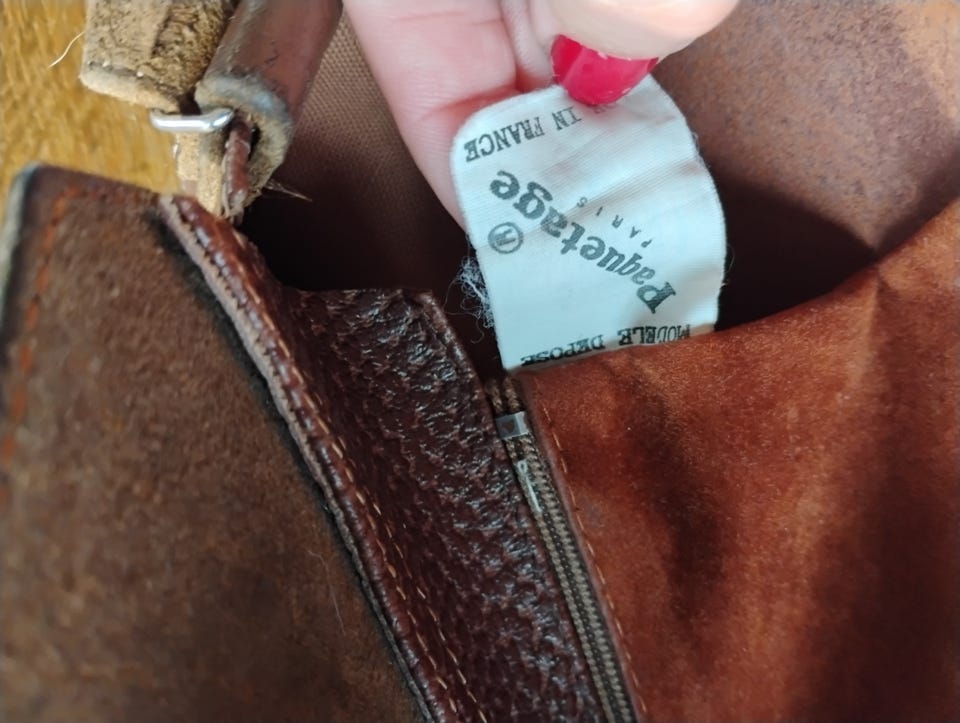 MODELE DEPOSE
Paquetage ®
PARIS
IN FRANCE